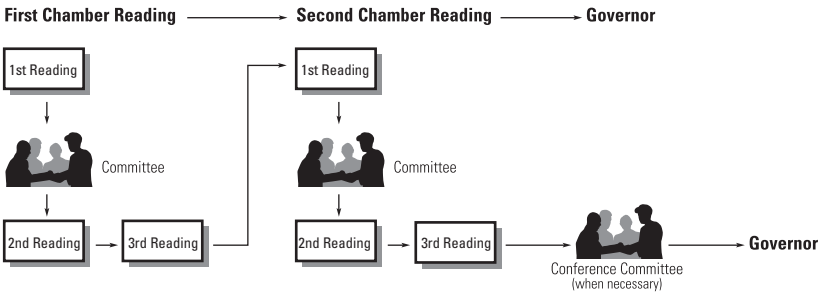 First Chamber Reading Second Chamber Reading Governor
1st Reading 1st Reading
Committee Committee
2nd Reading 3rd Reading 2nd Reading 3rd Reading Governor
Conference Committee
(when necessary)